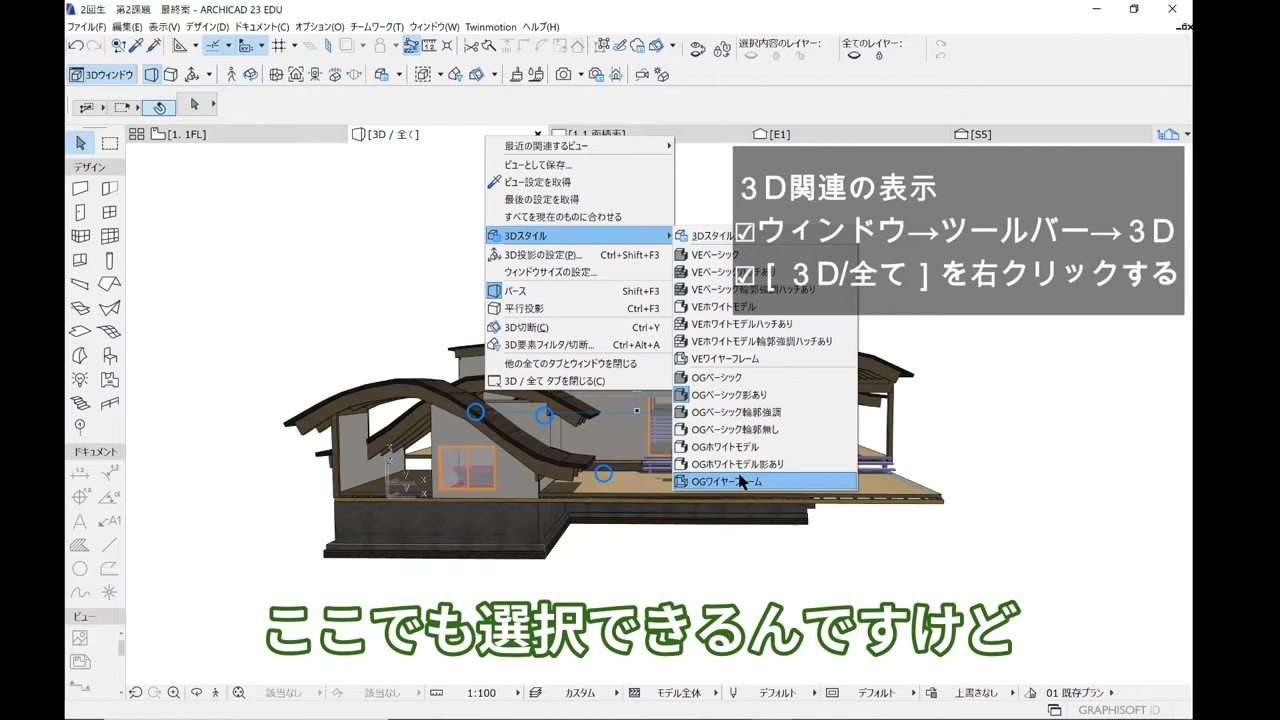 2回生 第2課題 最終案 - ARCHICAD 23 EDU
ファイル(F) 編集(E) 表示(V) デザイン(D) ドキュメント(C) オプション(O) チームワーク(T) ウィンドウ(W) Twinmotion ヘルプ(H)
選択内容のレイヤー: 全てのレイヤー:
3Dウィンドウ
[1. 1FL] [3D / 全て] [E1] [S5]
デザイン
最近の関連するビュー
ビューとして保存...
ビュー設定を取得
最後の設定を取得
すべてを現在のものに合わせる
3Dスタイル
3D投影の設定(P)... Ctrl+Shift+F3
ウィンドウサイズの設定...
パース Shift+F3
平行投影 Ctrl+F3
3D切断(C) Ctrl+Y
3D要素フィルタ/切断... Ctrl+Alt+A
他の全てのタブとウィンドウを閉じる
3D / 全て タブを閉じる(C)
3Dスタイル
VEベーシック
VEホワイトモデル
VEホワイトモデルハッチあり
VEホワイトモデル輪郭強調ハッチあり
VEワイヤーフレーム
OGベーシック
OGベーシック影あり
OGベーシック輪郭強調
OGベーシック輪郭無し
OGホワイトモデル
OGホワイトモデル影あり
OGワイヤーフレーム
3D関連の表示
☑ウィンドウ→ツールバー→3D
☑[ 3D/全て ]を右クリックする
ドキュメント
ビュー
ここでも選択できるんですけど
該当なし 該当なし 1:100 カスタム モデル全体 デフォルト デフォルト 上書きなし 01 既存プラン
GRAPHISOFT ID